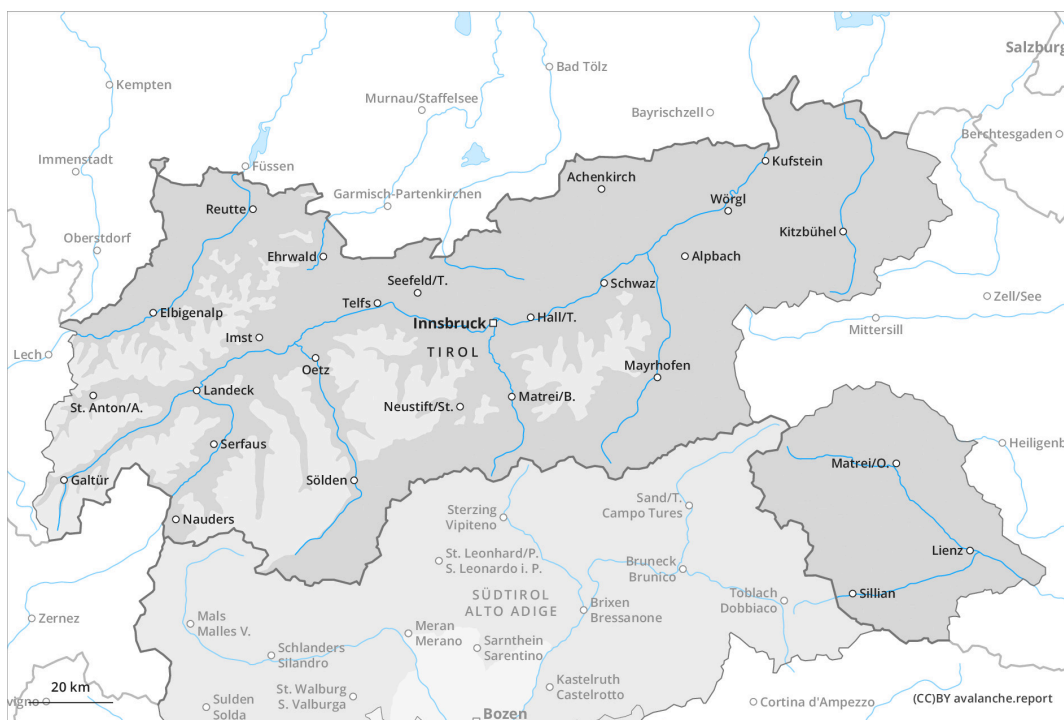 Salzburg
Kempten
Bad Tölz
Murnau/Staffelsee
Bayrischzell
Berchtesgaden
Immenstadt
Füssen
Kufstein
Achenkirch
Garmisch-Partenkirchen
Reutte
Wörgl
Oberstdorf
Kitzbühel
Ehrwald
Alpbach
Seefeld/T.
Schwaz
Zell/See
Telfs
Elbigenalp
Innsbruck
Hall/T.
Mittersill
Imst
TIROL
Lech
Oetz
Mayrhofen
Landeck
St. Anton/A.
Neustift/St.
Matrei/B.
Serfaus
Heiligenb
Matrei/O.
Galtür
Sölden
Sand/T.
Campo Tures
Sterzing
Vipiteno
Nauders
Lienz
St. Leonhard/P.
S. Leonardo i. P.
Bruneck
Brunico
SÜDTIROL
ALTO ADIGE
Toblach
Dobbiaco
Sillian
Brixen
Bressanone
Zernez
Mals
Malles V.
Meran
Merano
Sarnthein
Sarentino
Schlanders
Silandro
Kastelruth
Castelrotto
20 km
vigno
St. Walburg
S. Valburga
Sulden
Solda
Cortina d'Ampezzo
(CC)BY avalanche.report
Bozen